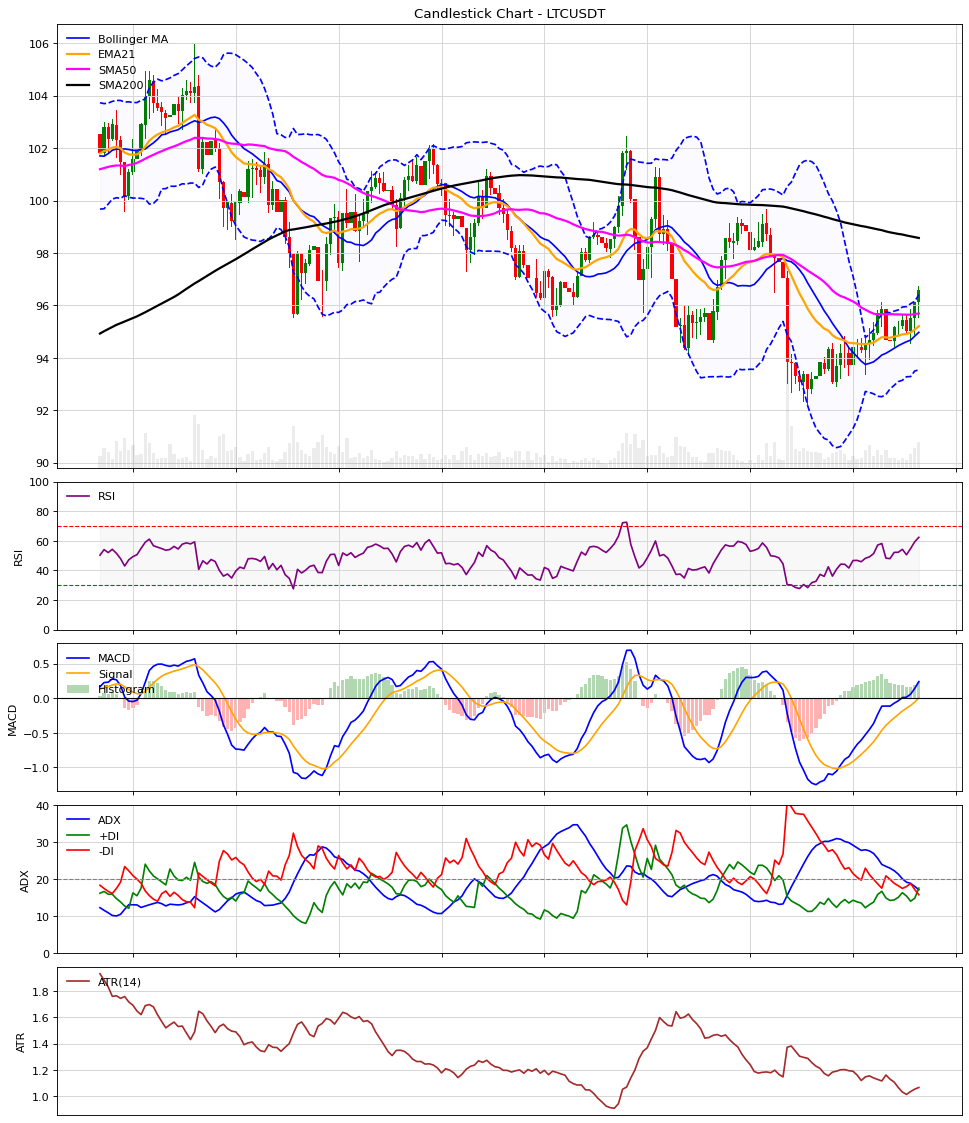 Candlestick Chart - LTCUSDT
Bollinger MA
EMA21
SMA50
SMA200
106
104
102
100
98
96
94
92
90
RSI
100
80
60
40
20
0
RSI
MACD
Signal
Histogram
0.5
0.0
−0.5
−1.0
MACD
ADX
+DI
-DI
40
30
20
10
0
ADX
ATR(14)
1.8
1.6
1.4
1.2
1.0
ATR